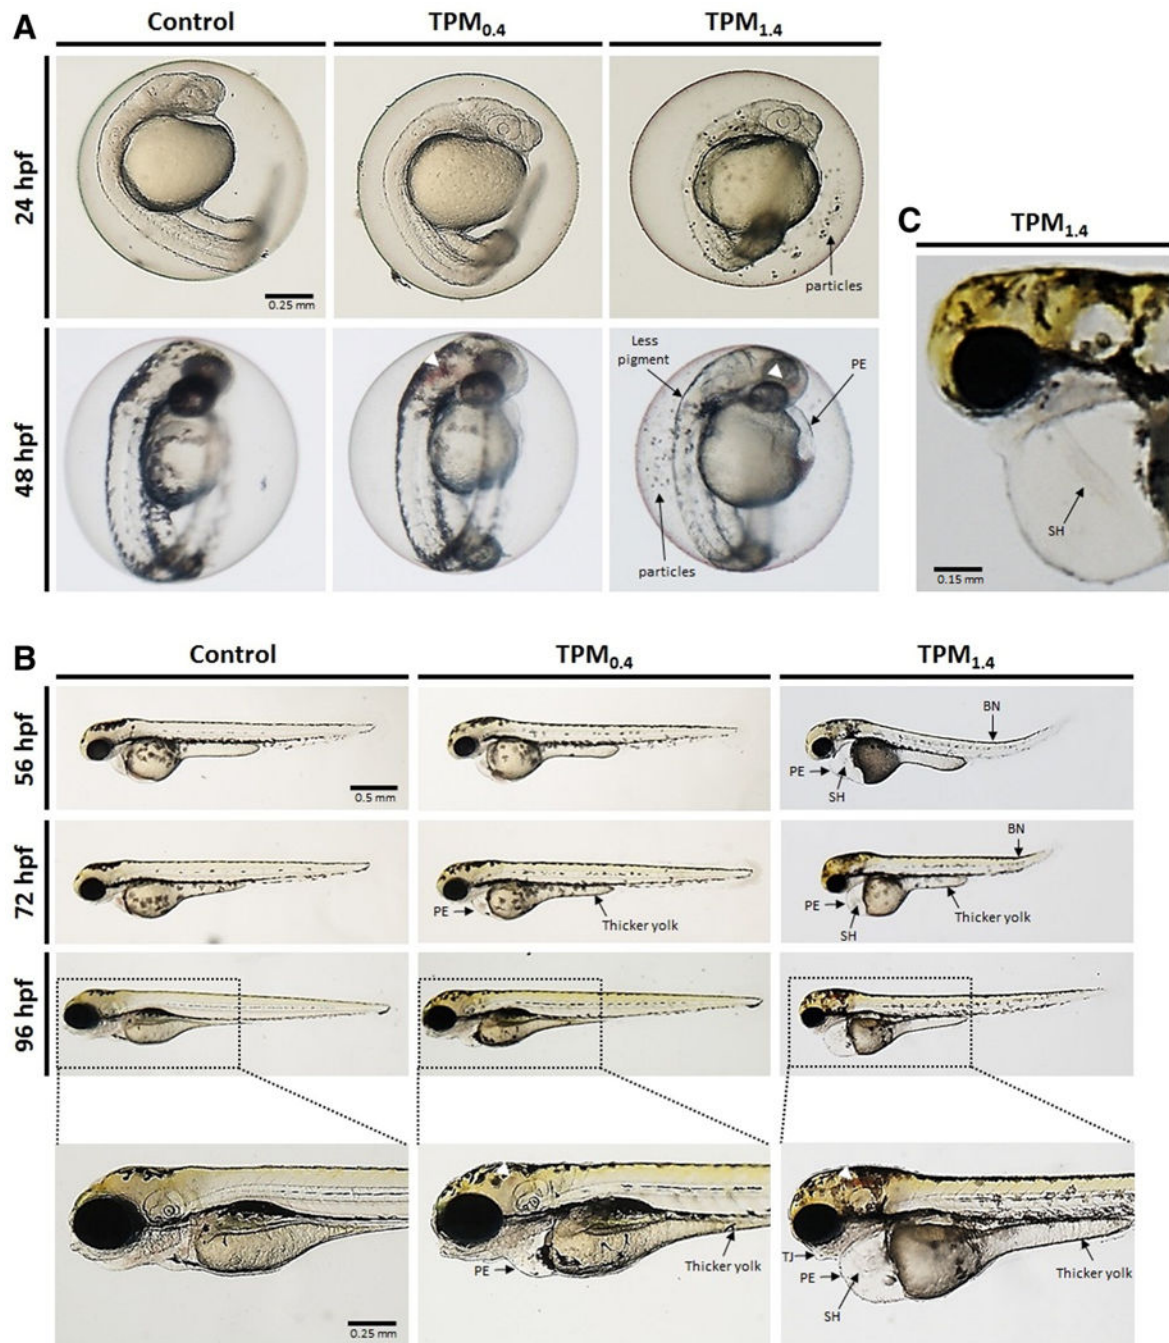 A
Control
TPM0.4
TPM1.4
24 hpf
0.25 mm
particles
48 hpf
Less
pigment
PE
particles
C
TPM1.4
SH
0.15 mm
B
Control
TPM0.4
TPM1.4
56 hpf
0.5 mm
BN
PE
SH
72 hpf
PE
Thicker yolk
BN
PE
SH
Thicker yolk
96 hpf
0.25 mm
PE
Thicker yolk
TJ
PE
SH
Thicker yolk